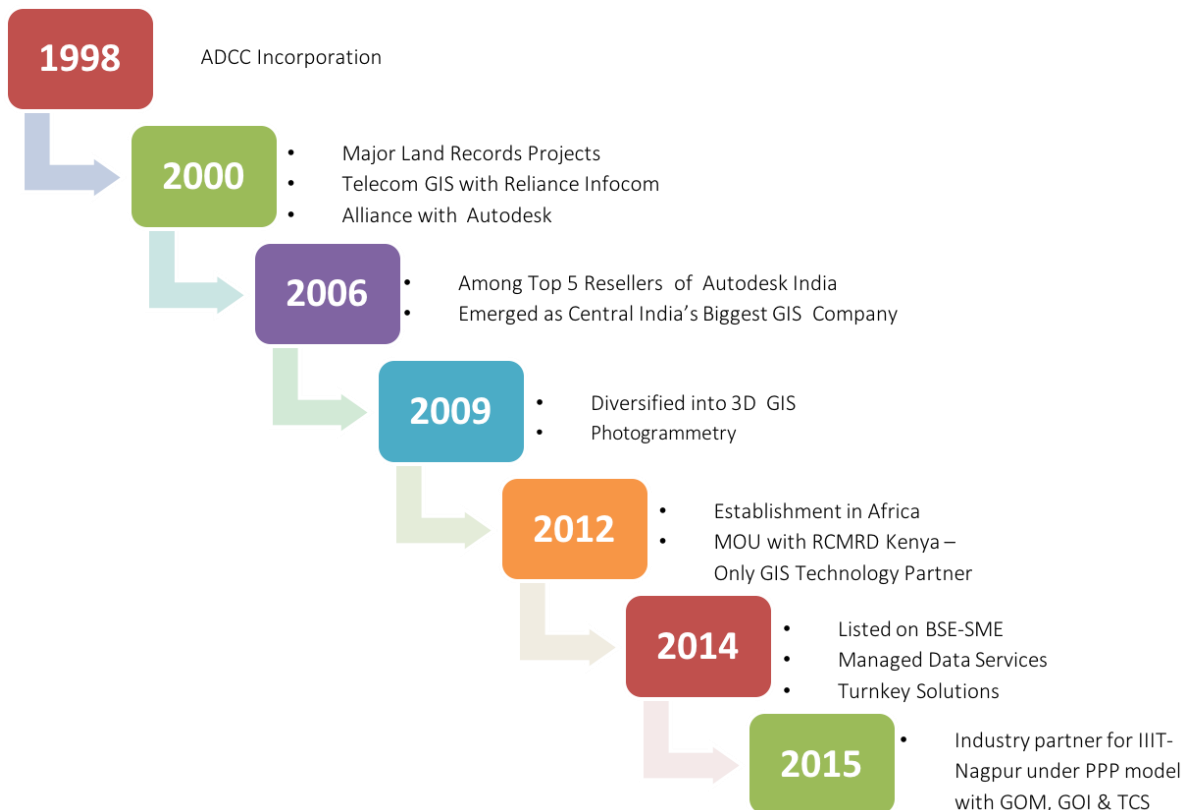 1998
ADCC Incorporation
2000
• Major Land Records Projects
• Telecom GIS with Reliance Infocom
• Alliance with Autodesk
2006
• Among Top 5 Resellers of Autodesk India
• Emerged as Central India’s Biggest GIS Company
2009
• Diversified into 3D GIS
• Photogrammetry
2012
• Establishment in Africa
• MOU with RCMRD Kenya –
Only GIS Technology Partner
2014
• Listed on BSE-SME
• Managed Data Services
• Turnkey Solutions
2015
• Industry partner for IIIT-
Nagpur under PPP model
with GOM, GOI & TCS